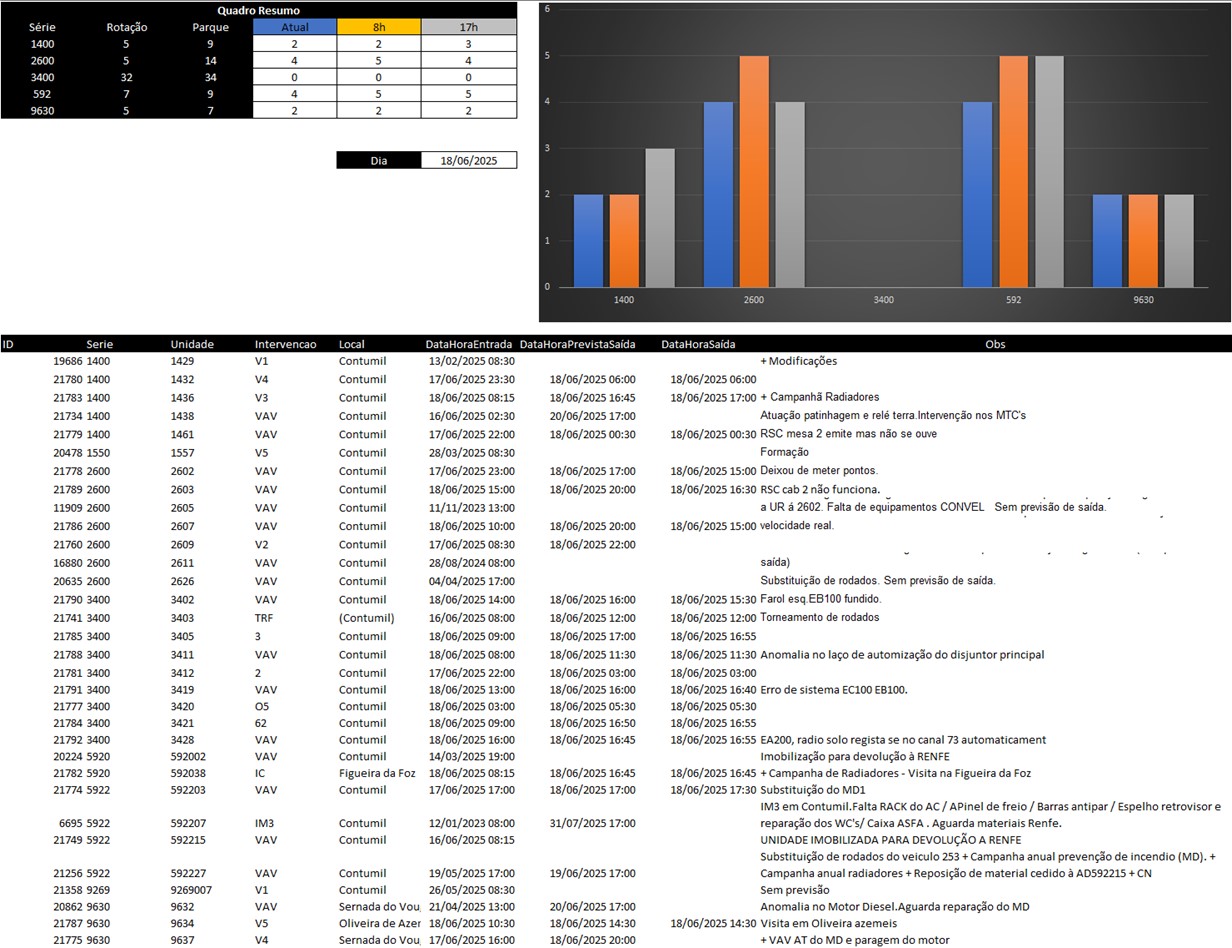 Quadro Resumo
Série Rotação Parque Atual 8h 17h
1400 5 9 2 2 3
2600 5 14 4 5 4
3400 32 34 0 0 0
592 7 9 4 5 5
9630 5 7 2 2 2
Dia 18/06/2025
6
5
4
3
2
1
0
1400 2600 3400 592 9630
ID Serie Unidade Intervencao Local DataHoraEntrada DataHoraPrevistaSaída DataHoraSaída Obs
19686 1400 1429 V1 Contumil 13/02/2025 08:30 + Modificações
21780 1400 1432 V4 Contumil 17/06/2025 23:30 18/06/2025 06:00 18/06/2025 06:00
21783 1400 1436 V3 Contumil 18/06/2025 08:15 18/06/2025 16:45 18/06/2025 17:00 + Campanhã Radiadores
21734 1400 1438 VAV Contumil 16/06/2025 02:30 20/06/2025 17:00 Atuação patinhagem e relé terra.Intervenção nos MTC's
21779 1400 1461 VAV Contumil 17/06/2025 22:00 18/06/2025 00:30 18/06/2025 00:30 RSC mesa 2 emite mas não se ouve
20478 1550 1557 V5 Contumil 28/03/2025 08:30 Formação
21778 2600 2602 VAV Contumil 17/06/2025 23:00 18/06/2025 17:00 18/06/2025 15:00 Deixou de meter pontos.
21789 2600 2603 VAV Contumil 18/06/2025 15:00 18/06/2025 20:00 18/06/2025 16:30 RSC cab 2 não funciona.
11909 2600 2605 VAV Contumil 11/11/2023 13:00 a UR á 2602. Falta de equipamentos CONVEL Sem previsão de saída.
21786 2600 2607 VAV Contumil 18/06/2025 10:00 18/06/2025 20:00 18/06/2025 15:00 velocidade real.
21760 2600 2609 V2 Contumil 17/06/2025 08:30 18/06/2025 22:00
16880 2600 2611 VAV Contumil 28/08/2024 08:00 saída)
20635 2600 2626 VAV Contumil 04/04/2025 17:00 Substituição de rodados. Sem previsão de saída.
21790 3400 3402 VAV Contumil 18/06/2025 14:00 18/06/2025 16:00 18/06/2025 15:30 Farol esq.EB100 fundido.
21741 3400 3403 TRF (Contumil) 16/06/2025 08:00 18/06/2025 12:00 18/06/2025 12:00 Torneamento de rodados
21785 3400 3405 3 Contumil 18/06/2025 09:00 18/06/2025 17:00 18/06/2025 16:55
21788 3400 3411 VAV Contumil 18/06/2025 08:00 18/06/2025 11:30 18/06/2025 11:30 Anomalia no laço de automização do disjuntor principal
21781 3400 3412 2 Contumil 17/06/2025 22:00 18/06/2025 03:00 18/06/2025 03:00
21791 3400 3419 VAV Contumil 18/06/2025 13:00 18/06/2025 16:00 18/06/2025 16:40 Erro de sistema EC100 EB100.
21777 3400 3420 O5 Contumil 18/06/2025 03:00 18/06/2025 05:30 18/06/2025 05:30
21784 3400 3421 62 Contumil 18/06/2025 09:00 18/06/2025 16:50 18/06/2025 16:55
21792 3400 3428 VAV Contumil 18/06/2025 16:00 18/06/2025 16:45 18/06/2025 16:55 EA200, radio solo regista se no canal 73 automaticament
20224 5920 592002 VAV Contumil 14/03/2025 19:00 Imobilização para devolução à RENFE
21782 5920 592038 IC Figueira da Foz 18/06/2025 08:15 18/06/2025 16:45 18/06/2025 16:45 + Campanha de Radiadores - Visita na Figueira da Foz
21774 5922 592203 VAV Contumil 17/06/2025 17:00 18/06/2025 17:00 18/06/2025 17:30 Substituição do MD1
IM3 em Contumil.Falta RACK do AC / APinel de freio / Barras antipar / Espelho retrovisor e
6695 5922 592207 IM3 Contumil 12/01/2023 08:00 31/07/2025 17:00 reparação dos WC's/ Caixa ASFA . Aguarda materiais Renfe.
21749 5922 592215 VAV Contumil 16/06/2025 08:15 UNIDADE IMOBILIZADA PARA DEVOLUÇÃO A RENFE
Substituição de rodados do veiculo 253 + Campanha anual prevenção de incendio (MD). +
21256 5922 592227 VAV Contumil 19/05/2025 17:00 19/06/2025 17:00 Campanha anual radiadores + Reposição de material cedido à AD592215 + CN
21358 9269 9269007 V1 Contumil 26/05/2025 08:30 Sem previsão
20862 9630 9632 VAV Sernada do Vou 21/04/2025 13:00 20/06/2025 17:00 Anomalia no Motor Diesel.Aguarda reparação do MD
21787 9630 9634 V5 Oliveira de Azer 18/06/2025 10:30 18/06/2025 14:30 18/06/2025 14:30 Visita em Oliveira azemeis
21775 9630 9637 V4 Sernada do Vou 17/06/2025 16:00 18/06/2025 20:00 + VAV AT do MD e paragem do motor